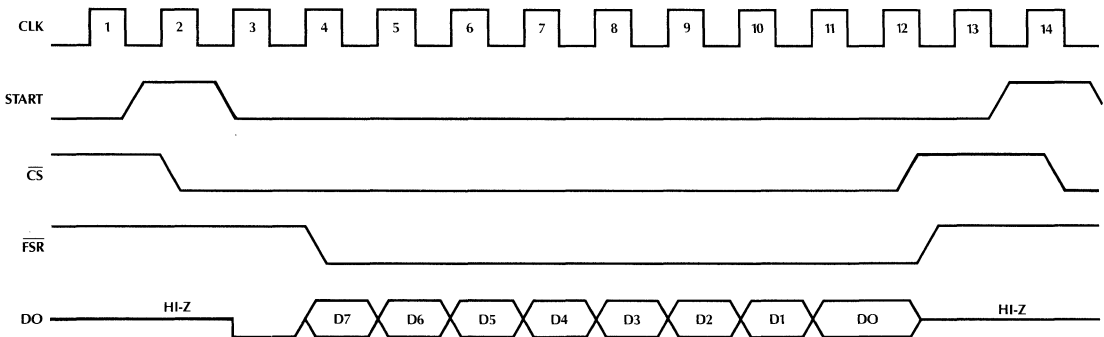 CLK 1 2 3 4 5 6 7 8 9 10 11 12 13 14
START
CS
FSR
DO HI-Z D7 D6 D5 D4 D3 D2 D1 DO HI-Z